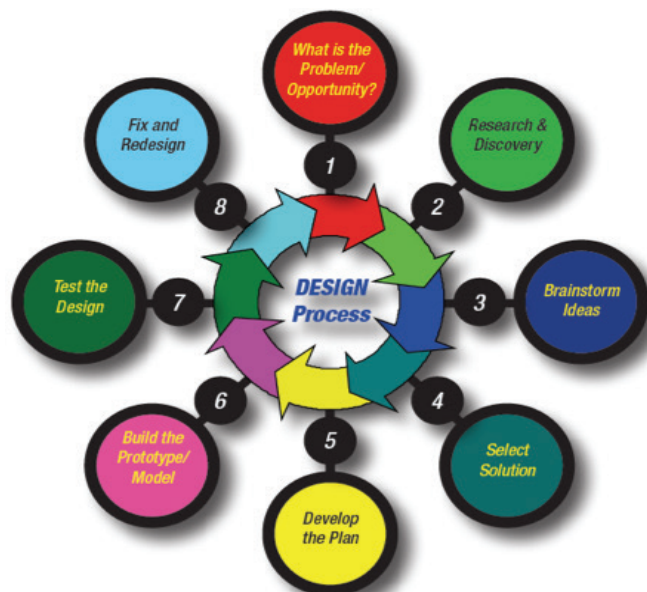 What is the
Problem/
Opportunity?
1
Research &
Discovery
2
Brainstorm
Ideas
3
Select
Solution
4
Develop
the Plan
5
Build the
Prototype/
Model
6
Test the
Design
7
Fix and
Redesign
8
DESIGN
Process